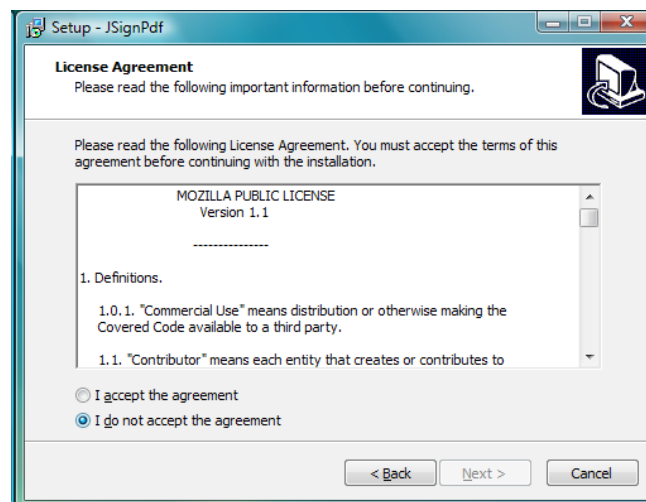 Setup - JSignPdf
License Agreement
Please read the following important information before continuing.
Please read the following License Agreement. You must accept the terms of this
agreement before continuing with the installation.
MOZILLA PUBLIC LICENSE
Version 1.1
---------------
1. Definitions.
1.0.1. "Commercial Use" means distribution or otherwise making the
Covered Code available to a third party.
1.1. "Contributor" means each entity that creates or contributes to
I accept the agreement
I do not accept the agreement
< Back Next > Cancel